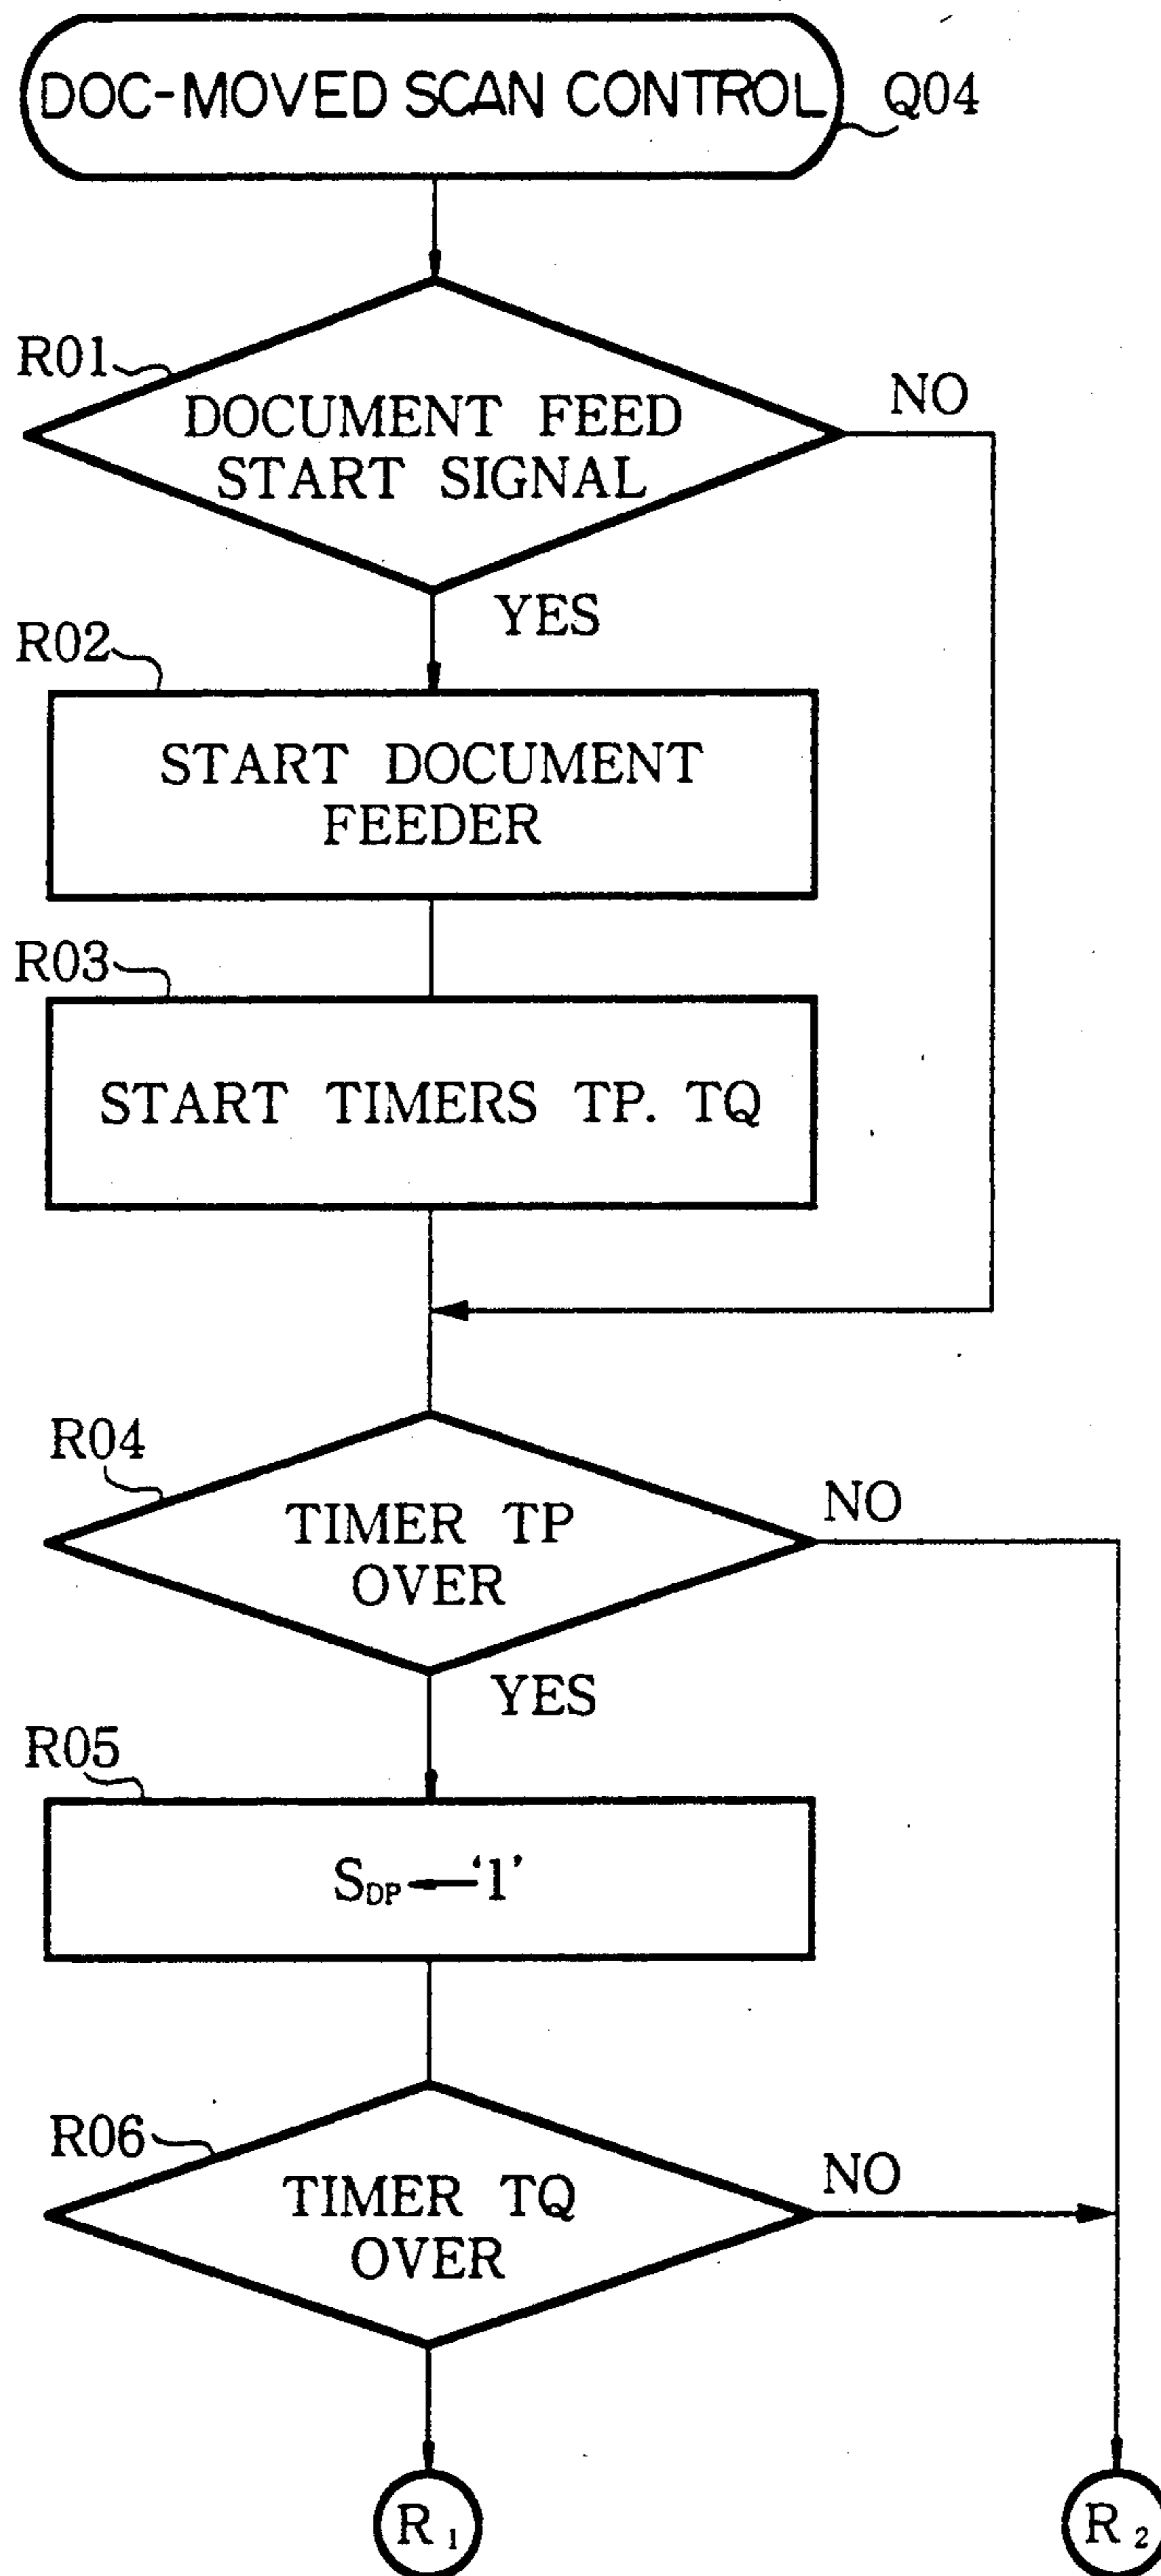 DOC-MOVED SCAN CONTROL
Q04
R01
DOCUMENT FEED
START SIGNAL
NO
YES
R02
START DOCUMENT
FEEDER
R03
START TIMERS TP. TQ
R04
TIMER TP
OVER
NO
YES
R05
S_DP ← '1'
R06
TIMER TQ
OVER
NO
R₁
R₂